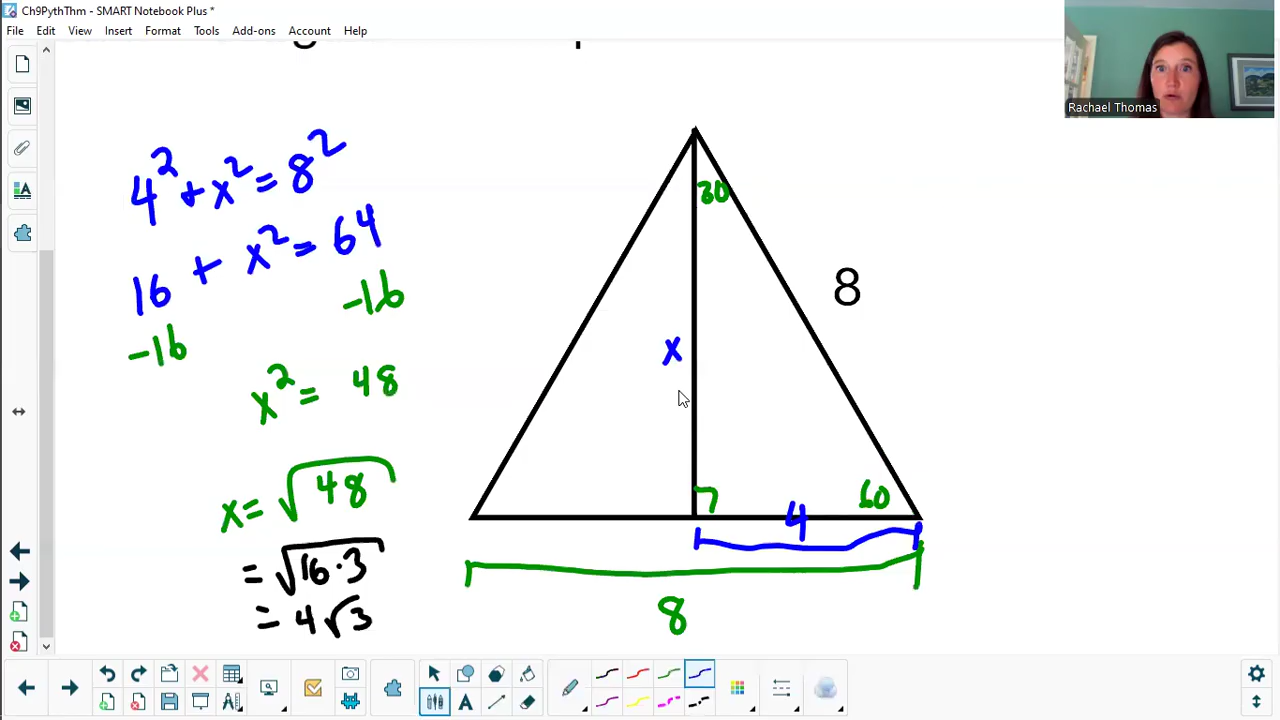 Ch9PythThm - SMART Notebook Plus *
File Edit View Insert Format Tools Add-ons Account Help
Rachael Thomas
4² + x² = 8²
16 + x² = 64
-16 -16
x² = 48
x = √48
= √16·3
= 4√3
30
8
x
60
4
8